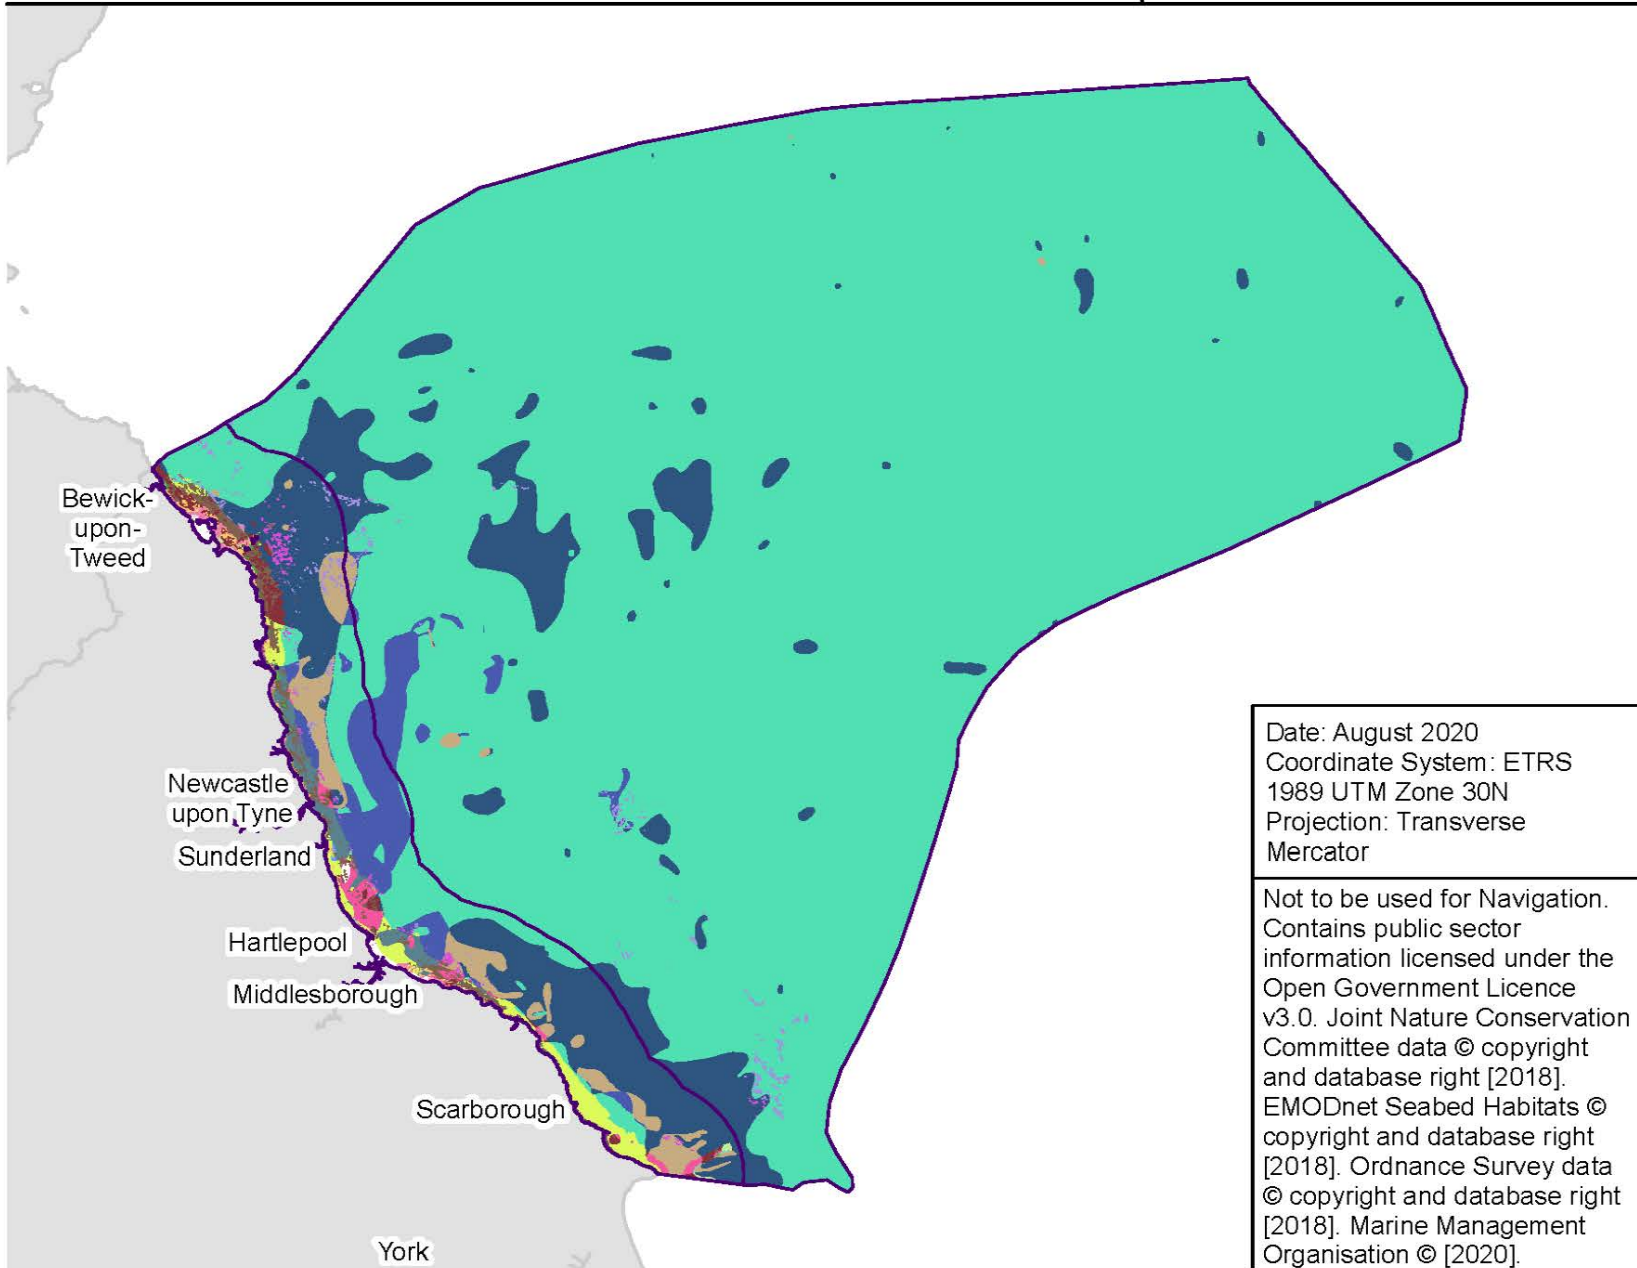 Bewick-
upon-
Tweed
Newcastle
upon Tyne
Sunderland
Hartlepool
Middlesborough
Scarborough
York
Date: August 2020
Coordinate System: ETRS
1989 UTM Zone 30N
Projection: Transverse
Mercator
Not to be used for Navigation.
Contains public sector
information licensed under the
Open Government Licence
v3.0. Joint Nature Conservation
Committee data © copyright
and database right [2018].
EMODnet Seabed Habitats ©
copyright and database right
[2018]. Ordnance Survey data
© copyright and database right
[2018]. Marine Management
Organisation © [2020].